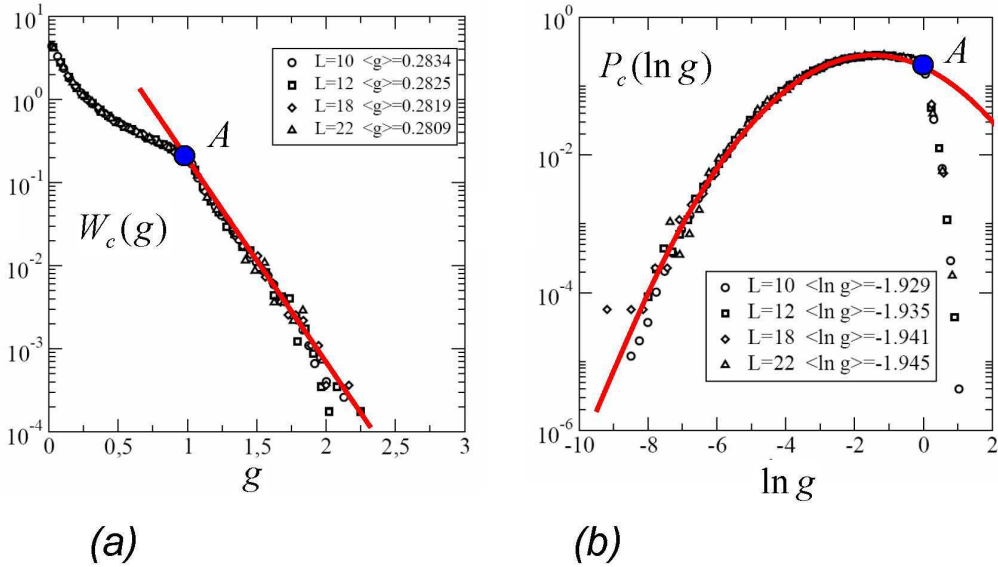 10^1
10^0
10^-1
10^-2
10^-3
10^-4
0 0,5 1 1,5 2 2,5 3
g
W_c(g)
A
L=10 <g>=0.2834
L=12 <g>=0.2825
L=18 <g>=0.2819
L=22 <g>=0.2809
(a)
10^0
10^-2
10^-4
10^-6
-10 -8 -6 -4 -2 0 2
ln g
P_c(ln g)
A
L=10 <ln g>=-1.929
L=12 <ln g>=-1.935
L=18 <ln g>=-1.941
L=22 <ln g>=-1.945
(b)